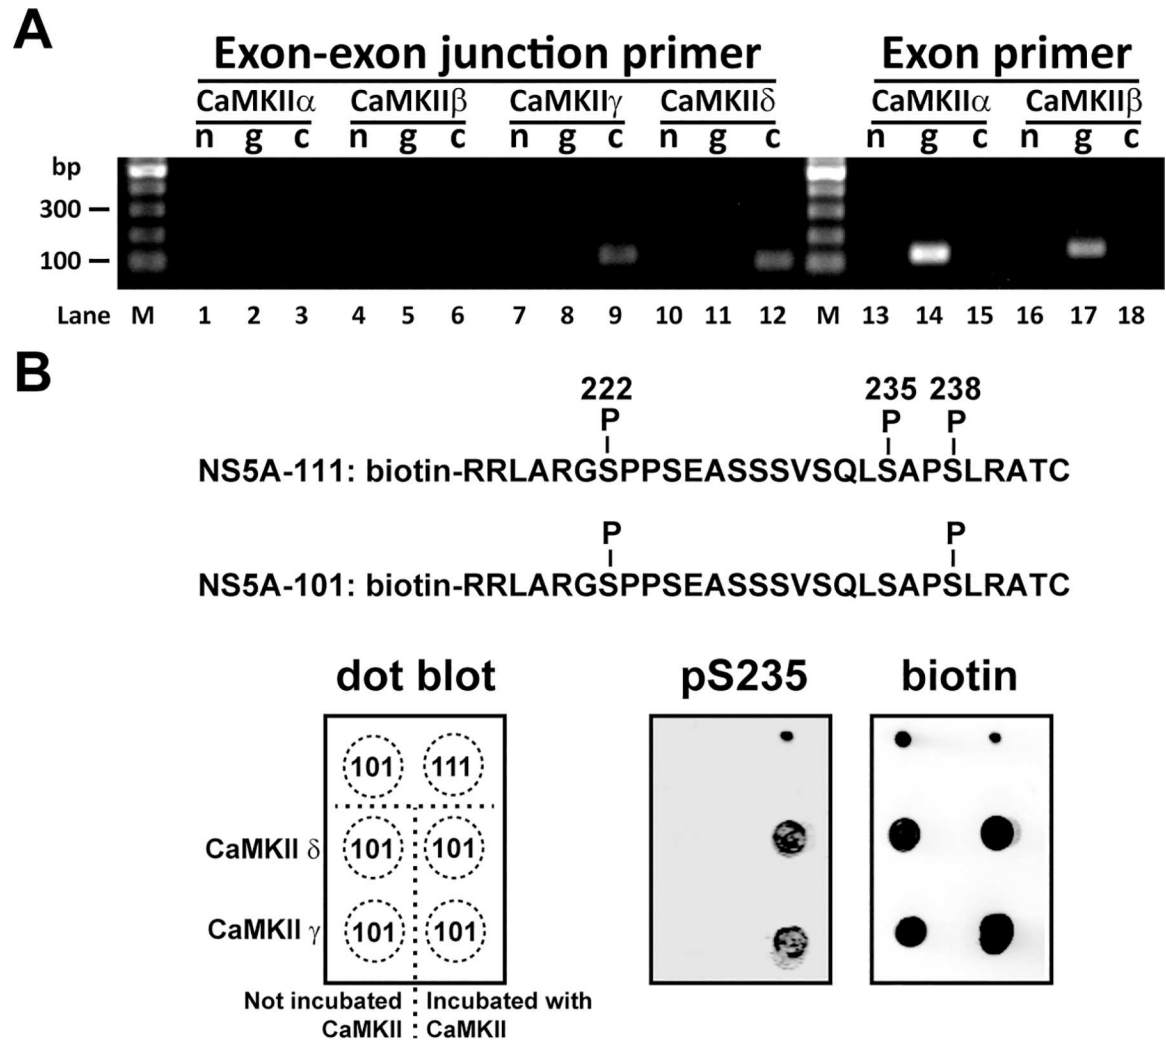 A
Exon-exon junction primer Exon primer
CaMKIIα CaMKIIβ CaMKIIγ CaMKIIδ CaMKIIα CaMKIIβ
n g c n g c n g c n g c n g c n g c
bp
300
100
Lane M 1 2 3 4 5 6 7 8 9 10 11 12 M 13 14 15 16 17 18
B
222 235 238
P P P
NS5A-111: biotin-RRLARGSPPSEASSSVSQLSAPSLRATC
P P
NS5A-101: biotin-RRLARGSPPSEASSSVSQLSAPSLRATC
dot blot pS235 biotin
101 111
CaMKII δ 101 101
CaMKII γ 101 101
Not incubated Incubated with
CaMKII CaMKII